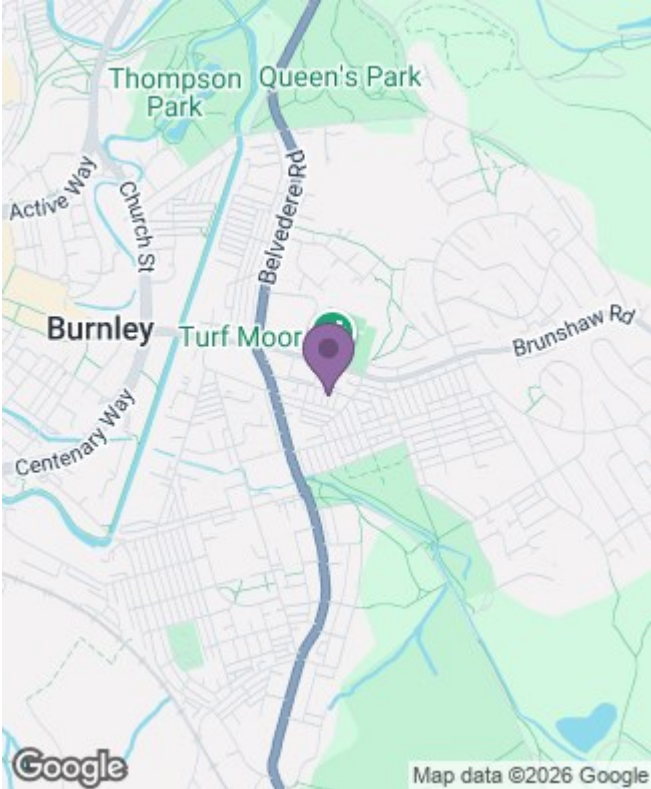 Thompson
Park
Queen's Park
Active Way
Church St
Belvedere Rd
Burnley
Turf Moor
Brunshaw Rd
Centenary Way
Google
Map data ©2026 Google